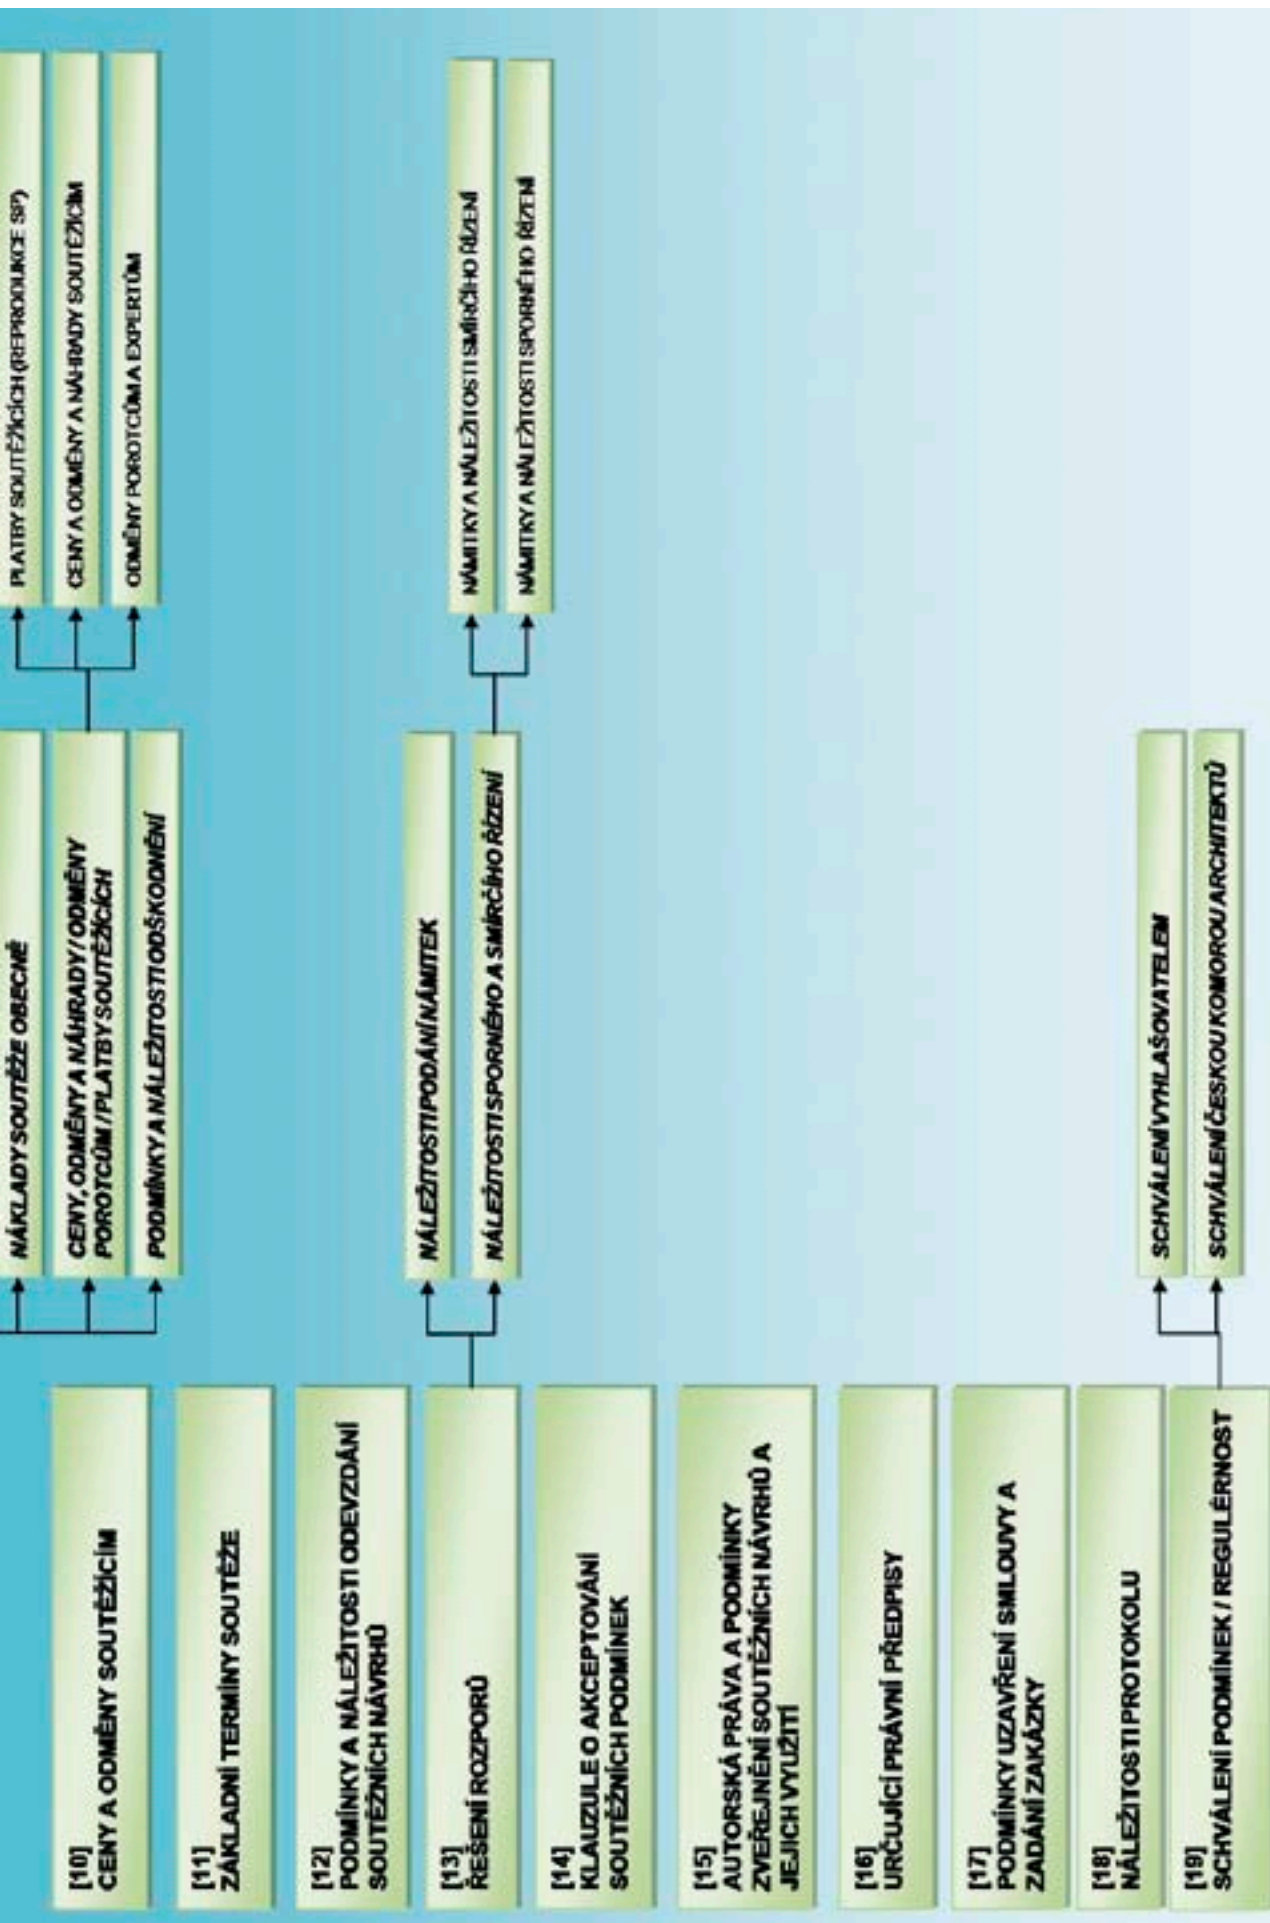 [10]
CENY A ODMĚNY SOUTĚŽÍCÍM
[11]
ZÁKLADNÍ TERMÍNY SOUTĚŽE
[12]
PODMÍNKY A NÁLEŽITOSTI ODEVZDÁNÍ
SOUTĚŽNÍCH NÁVRHŮ
[13]
ŘEŠENÍ ROZPORŮ
[14]
KLAUZULE O AKCEPTOVÁNÍ
SOUTĚŽNÍCH PODMÍNEK
[15]
AUTORSKÁ PRÁVA A PODMÍNKY
ZVEŘEJNĚNÍ SOUTĚŽNÍCH NÁVRHŮ A
JEJICH VYUŽITÍ
[16]
URČUJÍCÍ PRÁVNÍ PŘEDPISY
[17]
PODMÍNKY UZAVŘENÍ SMLOUVY A
ZADÁNÍ ZAKÁZKY
[18]
NÁLEŽITOSTI PROTOKOLU
[19]
SCHVÁLENÍ PODMÍNEK / REGULÉRNOST
NÁKLADY SOUTĚŽE OBECNĚ
CENY, ODMĚNY A NÁHRADY / ODMĚNY
POROTCŮM / PLATBY SOUTĚŽÍCÍCH
PODMÍNKY A NÁLEŽITOSTI ODŠKODNĚNÍ
NÁLEŽITOSTI PODÁNÍ NÁMITEK
NÁLEŽITOSTI SPORNÉHO A SMÍRČÍHO ŘÍZENÍ
SCHVÁLENÍ VYHLAŠOVATELEM
SCHVÁLENÍ ČESKOU KOMOROU ARCHITEKTŮ
PLATBY SOUTĚŽÍCÍCH (REPRODUKCE SP)
CENY A ODMĚNY A NÁHRADY SOUTĚŽÍCÍM
ODMĚNY POROTCŮM A EXPERTŮM
NÁMITKY A NÁLEŽITOSTI SMÍRČÍHO ŘÍZENÍ
NÁMITKY A NÁLEŽITOSTI SPORNÉHO ŘÍZENÍ